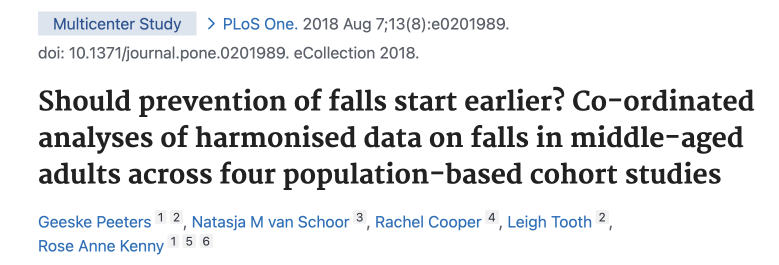 Multicenter Study > PLoS One. 2018 Aug 7;13(8):e0201989.
doi: 10.1371/journal.pone.0201989. eCollection 2018.
Should prevention of falls start earlier? Co-ordinated
analyses of harmonised data on falls in middle-aged
adults across four population-based cohort studies
Geeske Peeters 1 2, Natasja M van Schoor 3, Rachel Cooper 4, Leigh Tooth 2,
Rose Anne Kenny 1 5 6